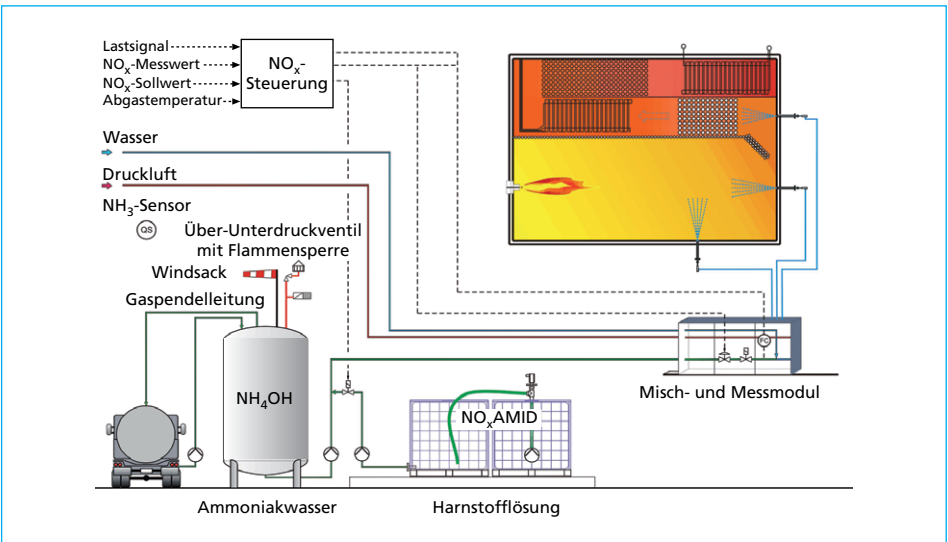 Lastsignal
NOx-Messwert
NOx-Sollwert
Abgastemperatur
NOx-
Steuerung
Wasser
Druckluft
NH3-Sensor
QS
Über-Unterdruckventil
mit Flammensperre
Windsack
Gaspendelleitung
NH4OH
NOxAMID
FC
Misch- und Messmodul
Ammoniakwasser
Harnstofflösung